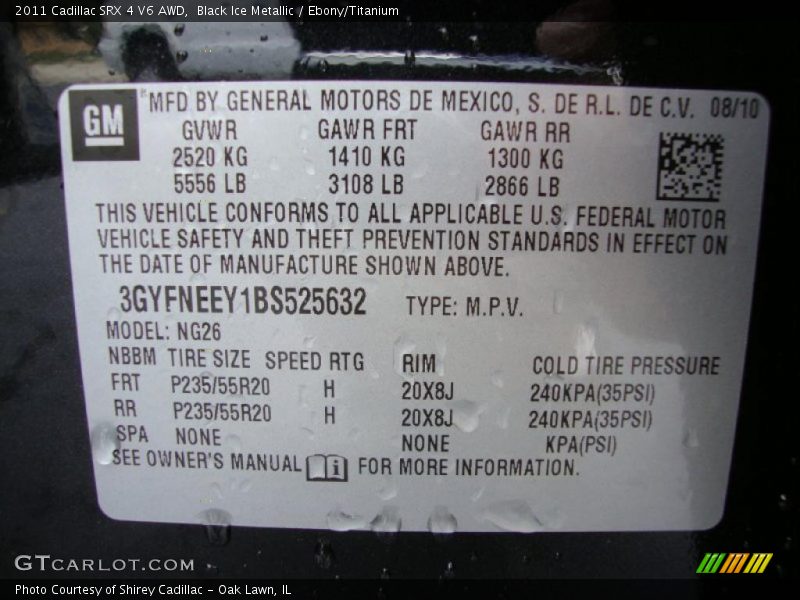 2011 Cadillac SRX 4 V6 AWD,  Black Ice Metallic / Ebony/Titanium
GM ® MFD BY GENERAL MOTORS DE MEXICO, S. DE R.L. DE C.V. 08/10
GVWR GAWR FRT GAWR RR
2520 KG 1410 KG 1300 KG
5556 LB 3108 LB 2866 LB
THIS VEHICLE CONFORMS TO ALL APPLICABLE U.S. FEDERAL MOTOR
VEHICLE SAFETY AND THEFT PREVENTION STANDARDS IN EFFECT ON
THE DATE OF MANUFACTURE SHOWN ABOVE.
3GYFNEEY1BS525632 TYPE: M.P.V.
MODEL: NG26
NBBM TIRE SIZE SPEED RTG RIM COLD TIRE PRESSURE
FRT P235/55R20 H 20X8J 240KPA(35PSI)
RR P235/55R20 H 20X8J 240KPA(35PSI)
SPA NONE NONE KPA(PSI)
SEE OWNER'S MANUAL i FOR MORE INFORMATION.
GTCARLOT.COM
Photo Courtesy of Shirey Cadillac - Oak Lawn, IL